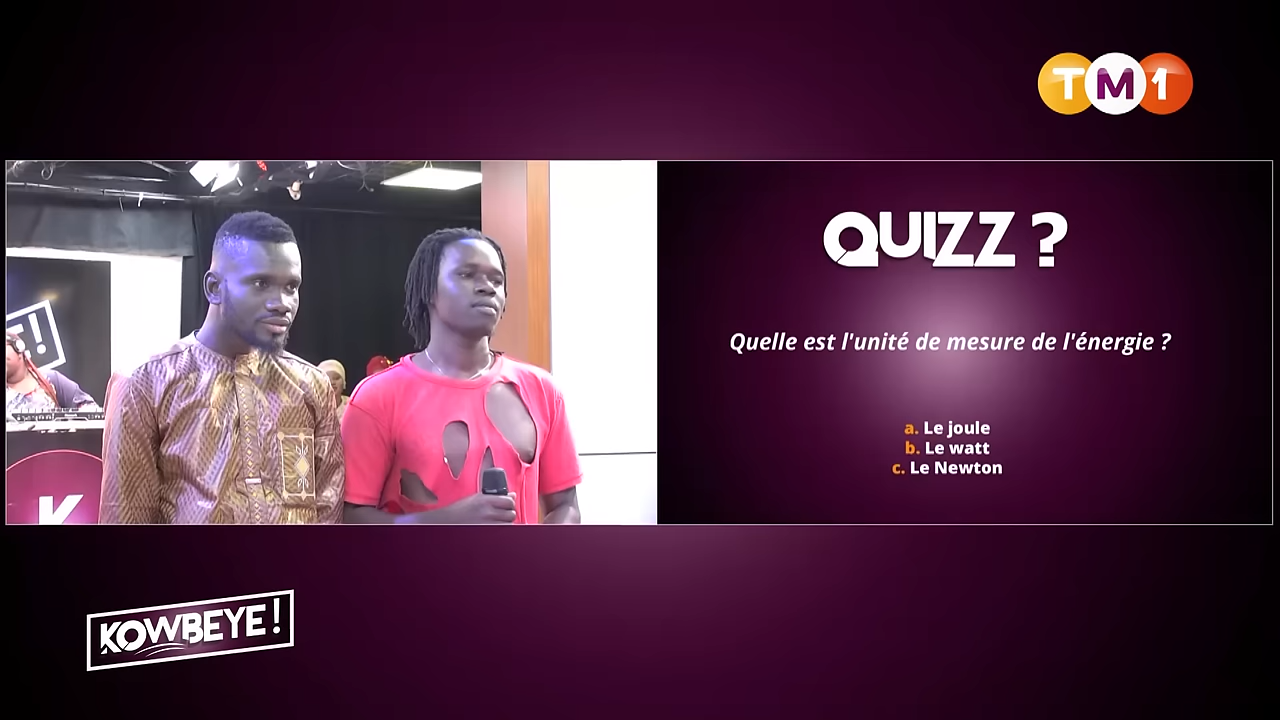 TM1
QUIZZ ?
Quelle est l'unité de mesure de l'énergie ?
a. Le joule
b. Le watt
c. Le Newton
!
K
KOWBEYE !